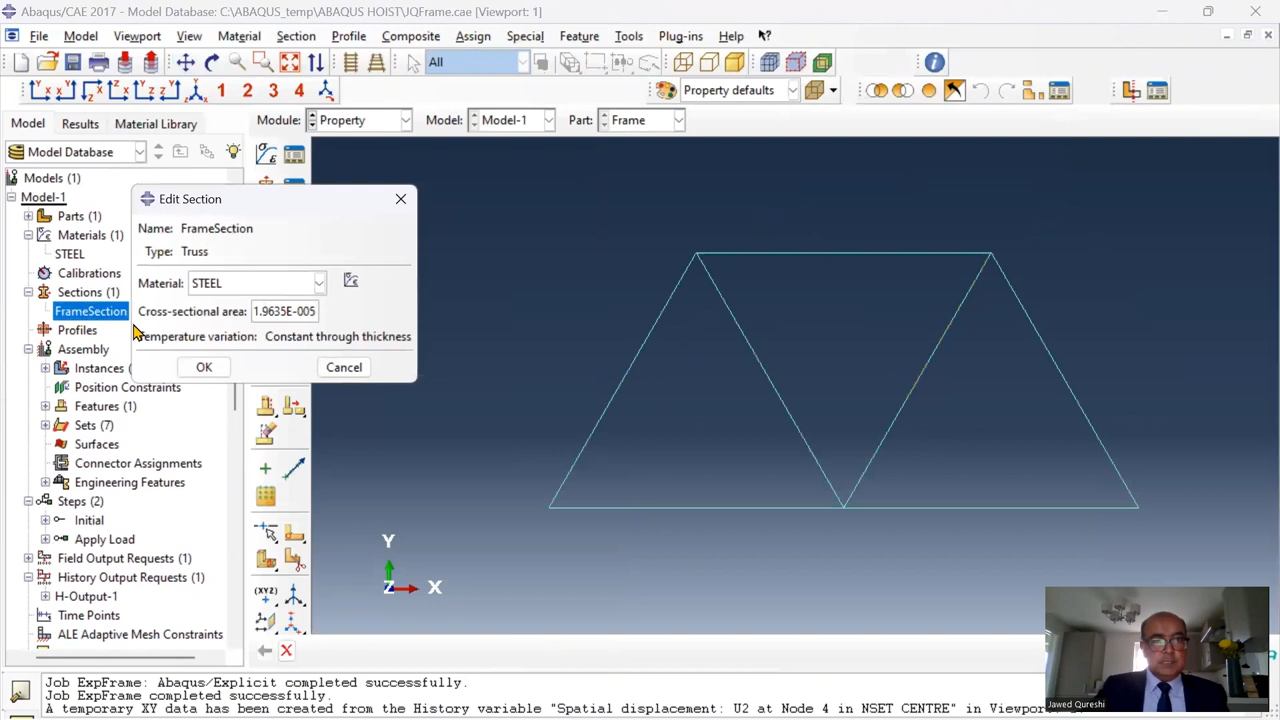 Abaqus/CAE 2017 - Model Database: C:\ABAQUS_temp\ABAQUS HOIST\JQFrame.cae [Viewport: 1]
File Model Viewport View Material Section Profile Composite Assign Special Feature Tools Plug-ins Help
All
1 2 3 4 Property defaults
Model Results Material Library Module: Property Model: Model-1 Part: Frame
Model Database
Models (1)
Model-1
Parts (1)
Materials (1)
STEEL
Calibrations
Sections (1)
FrameSection
Profiles
Assembly
Instances (
Position Constraints
Features (1)
Sets (7)
Surfaces
Connector Assignments
Engineering Features
Steps (2)
Initial
Apply Load
Field Output Requests (1)
History Output Requests (1)
H-Output-1
Time Points
ALE Adaptive Mesh Constraints
Edit Section
Name: FrameSection
Type: Truss
Material: STEEL
Cross-sectional area: 1.9635E-005
Temperature variation: Constant through thickness
OK Cancel
(XYZ)
Y
Z X
Jawed Qureshi
Job ExpFrame: Abaqus/Explicit completed successfully.
Job ExpFrame completed successfully.
A temporary XY data has been created from the History variable "Spatial displacement: U2 at Node 4 in NSET CENTRE" in Viewport: